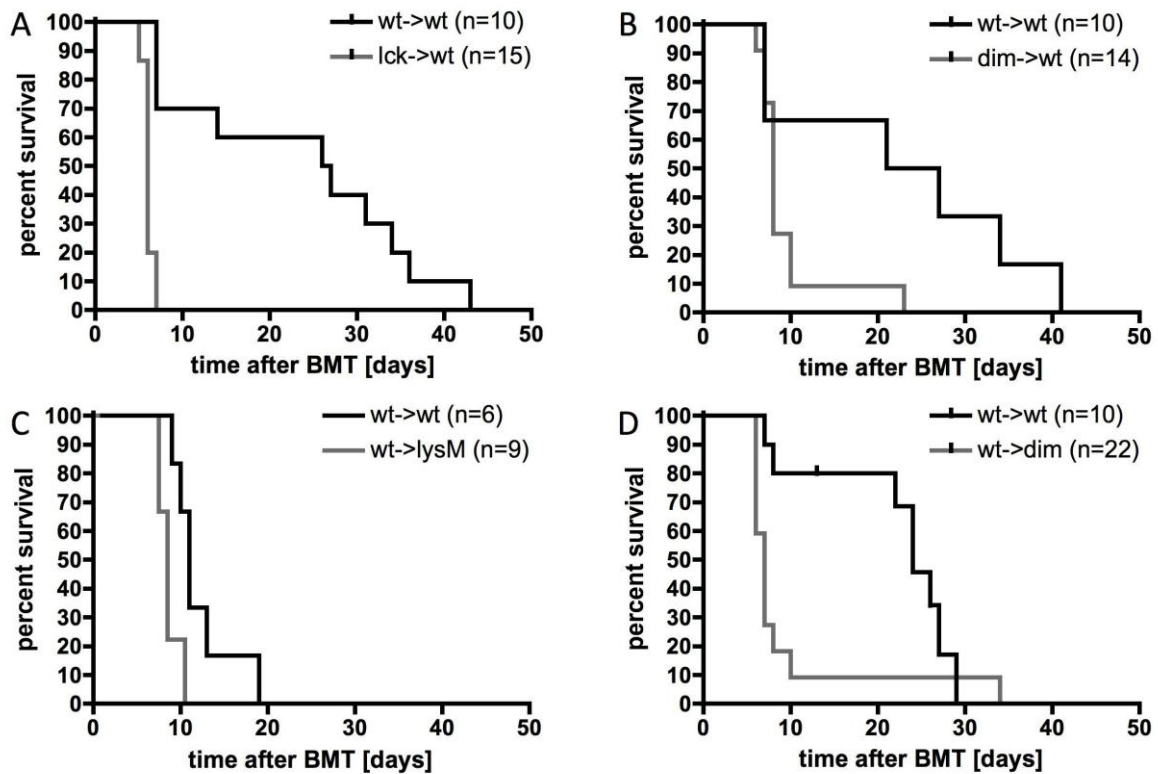 A
wt->wt (n=10)
lck->wt (n=15)
percent survival
100
90
80
70
60
50
40
30
20
10
0
0 10 20 30 40 50
time after BMT [days]
B
wt->wt (n=10)
dim->wt (n=14)
percent survival
100
90
80
70
60
50
40
30
20
10
0
0 10 20 30 40 50
time after BMT [days]
C
wt->wt (n=6)
wt->lysM (n=9)
percent survival
100
90
80
70
60
50
40
30
20
10
0
0 10 20 30 40 50
time after BMT [days]
D
wt->wt (n=10)
wt->dim (n=22)
percent survival
100
90
80
70
60
50
40
30
20
10
0
0 10 20 30 40 50
time after BMT [days]